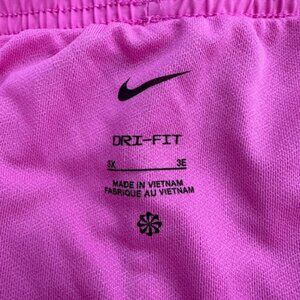 DRI-FIT
3X 3E
MADE IN VIETNAM
FABRIQUÉ AU VIETNAM